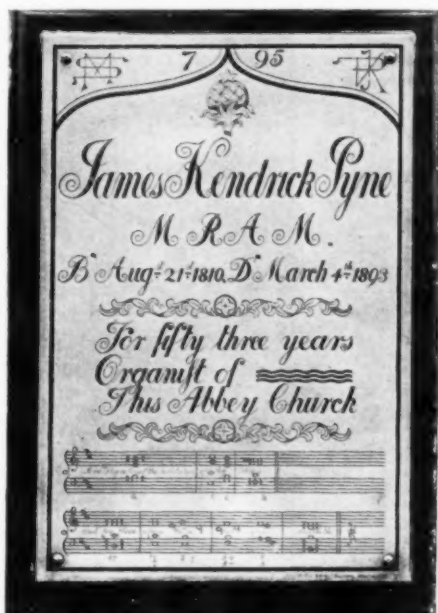 7 95
James Kendrick Pyne
M R A M.
Bn Augst 21st 1810, Dd March 4th 1893
For fifty three years
Organiſt of
This Abbey Church